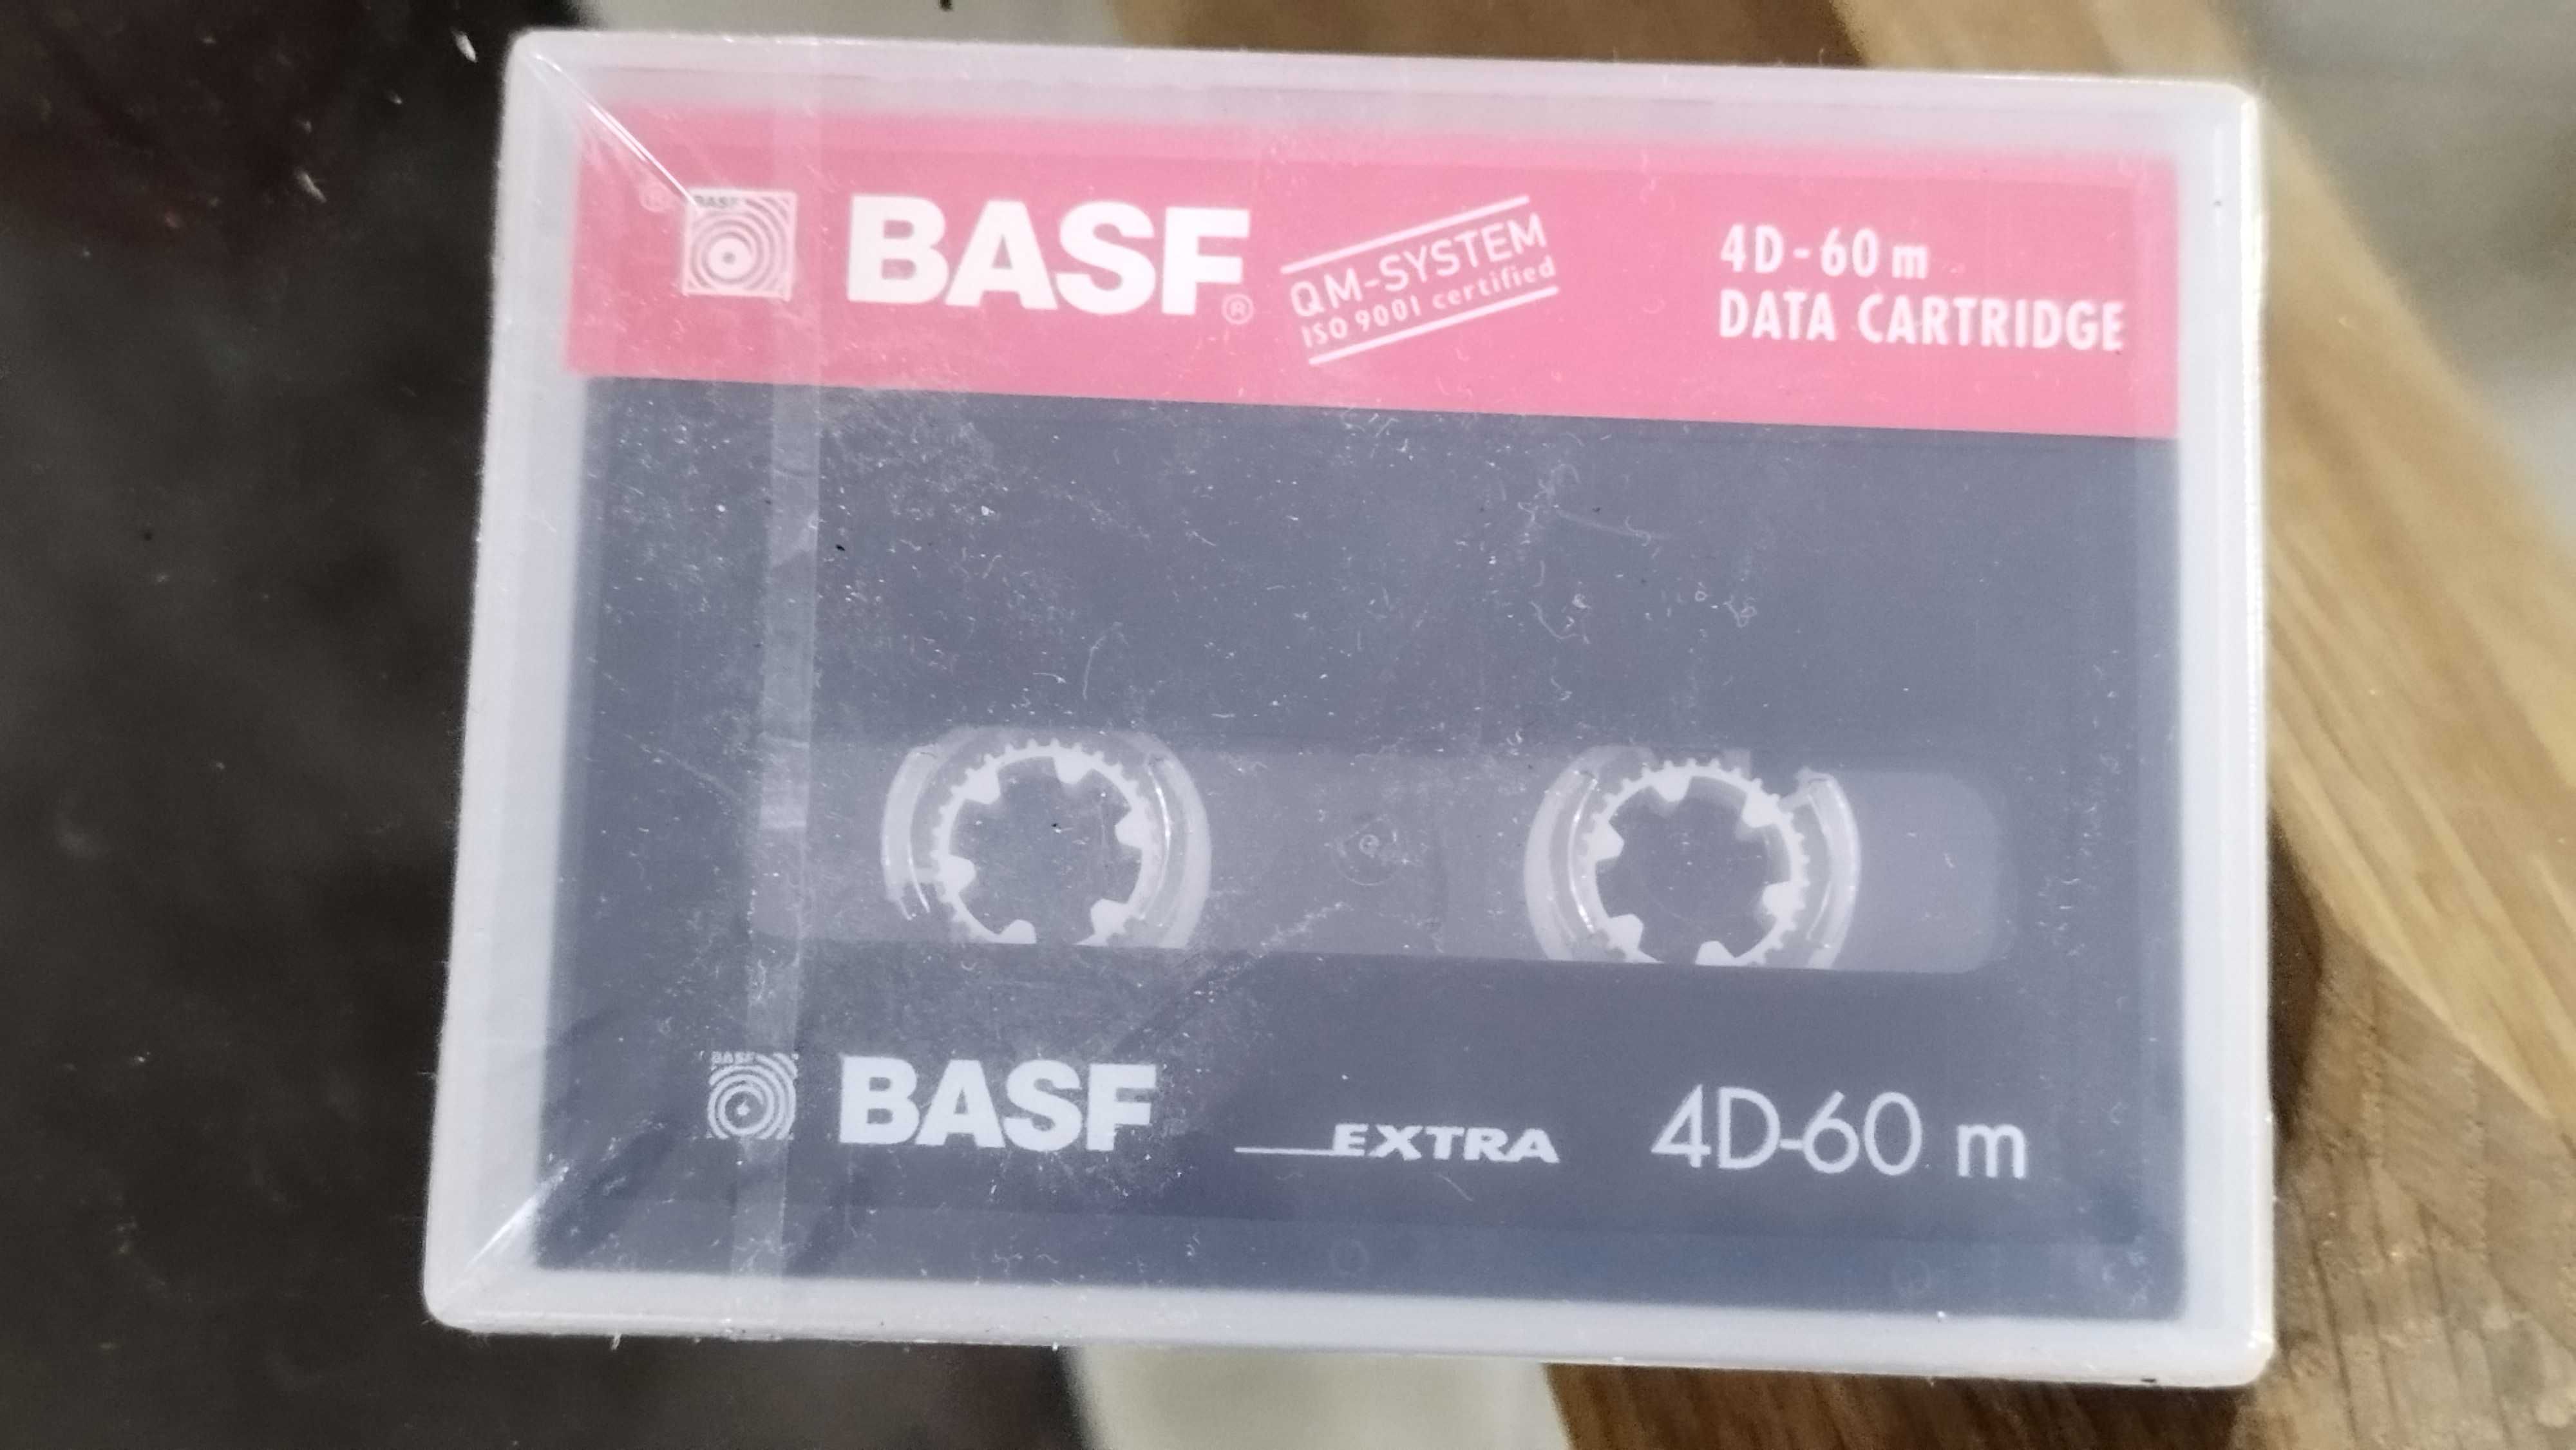 ® BASF BASF®
QM-SYSTEM
ISO 9001 certified
4D-60 m
DATA CARTRIDGE
BASF BASF EXTRA 4D-60 m